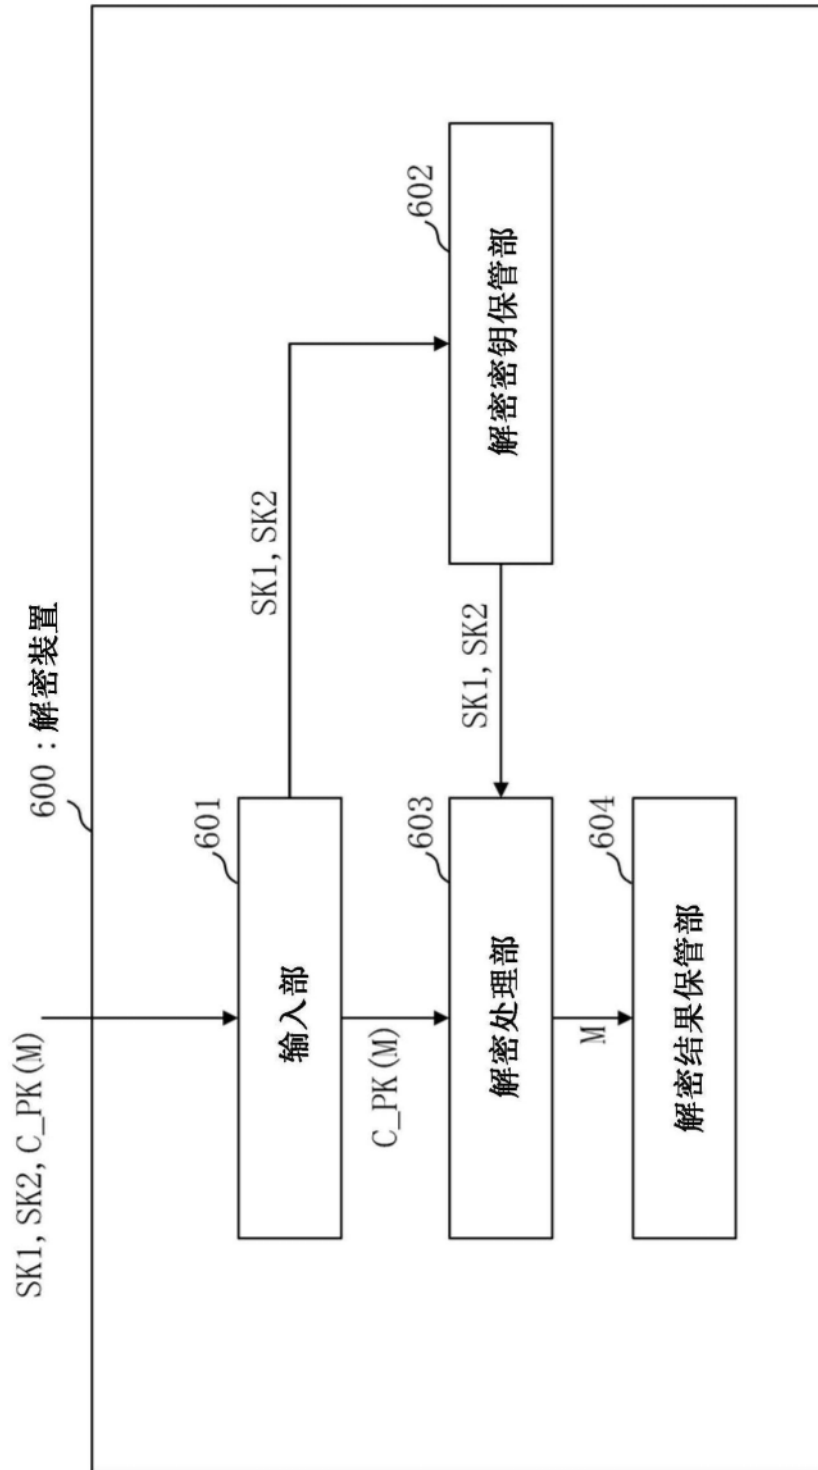 600：解密装置
SK1, SK2, C_PK(M)
601
输入部
SK1, SK2
602
解密密钥保管部
C_PK(M)
SK1, SK2
603
解密处理部
M
604
解密结果保管部